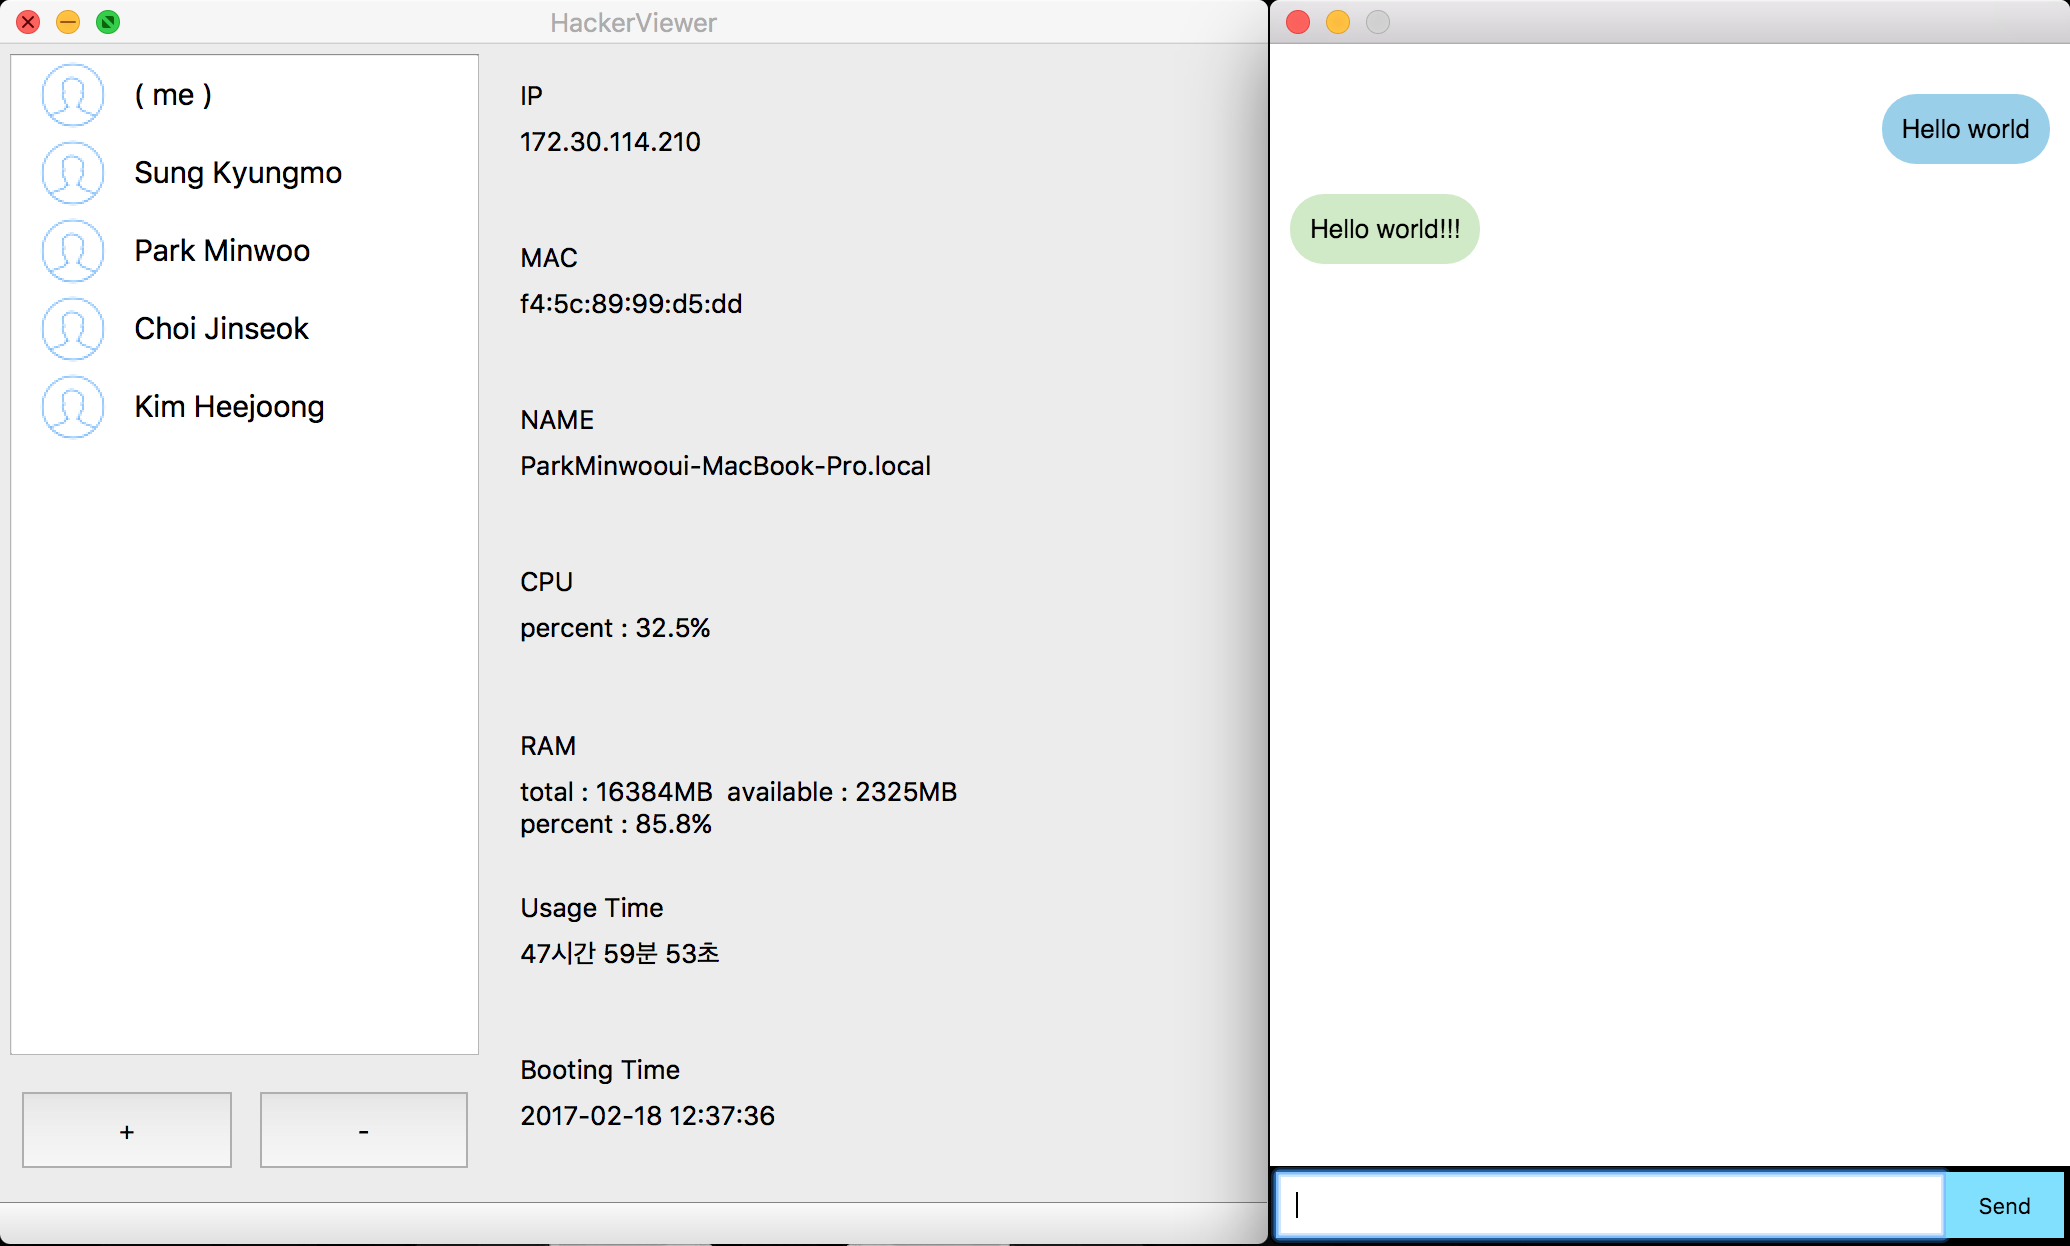 HackerViewer
( me )
Sung Kyungmo
Park Minwoo
Choi Jinseok
Kim Heejoong
+
-
IP
172.30.114.210
MAC
f4:5c:89:99:d5:dd
NAME
ParkMinwooui-MacBook-Pro.local
CPU
percent : 32.5%
RAM
total : 16384MB  available : 2325MB
percent : 85.8%
Usage Time
47시간 59분 53초
Booting Time
2017-02-18 12:37:36
Hello world
Hello world!!!
Send